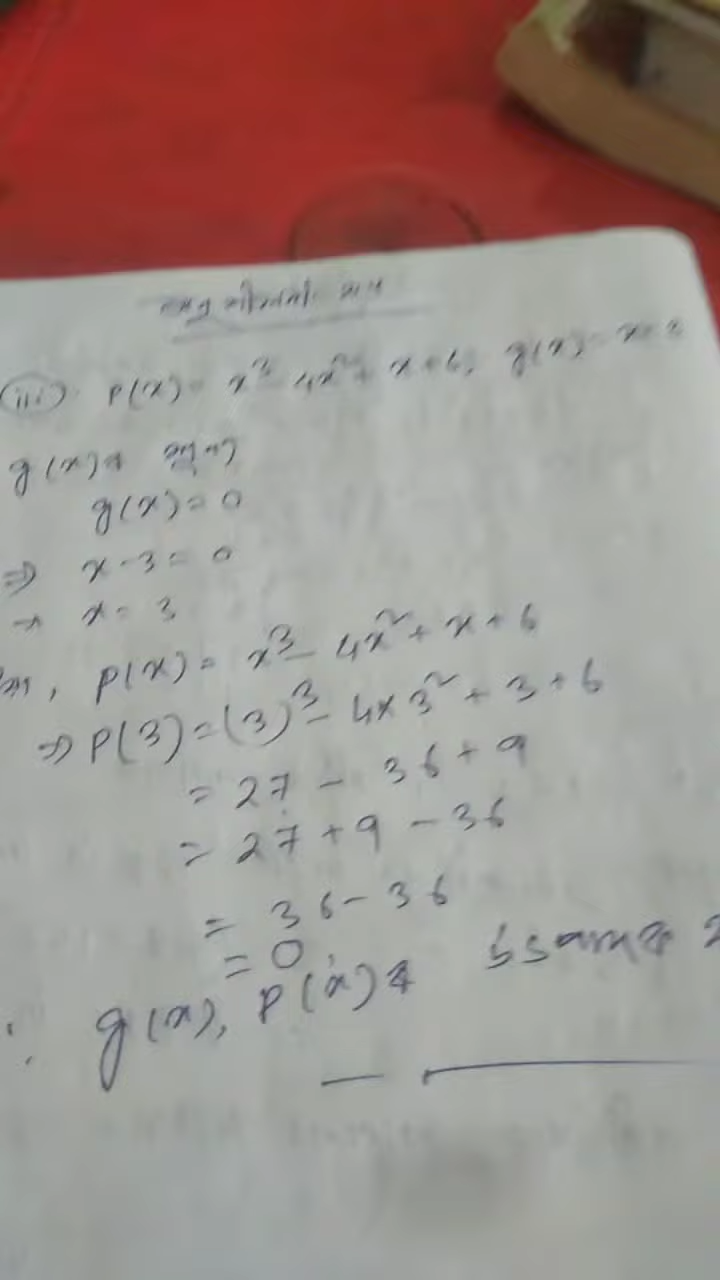 (iii) P(x) = x³ - 4x² + x + 6; g(x) = x - 3
g(x)
g(x) = 0
⇒ x - 3 = 0
x = 3
P(x) = x³ - 4x² + x + 6
⇒ P(3) = (3)³ - 4×3² + 3 + 6
= 27 - 36 + 9
= 27 + 9 - 36
= 36 - 36
= 0
g(x), P(x)